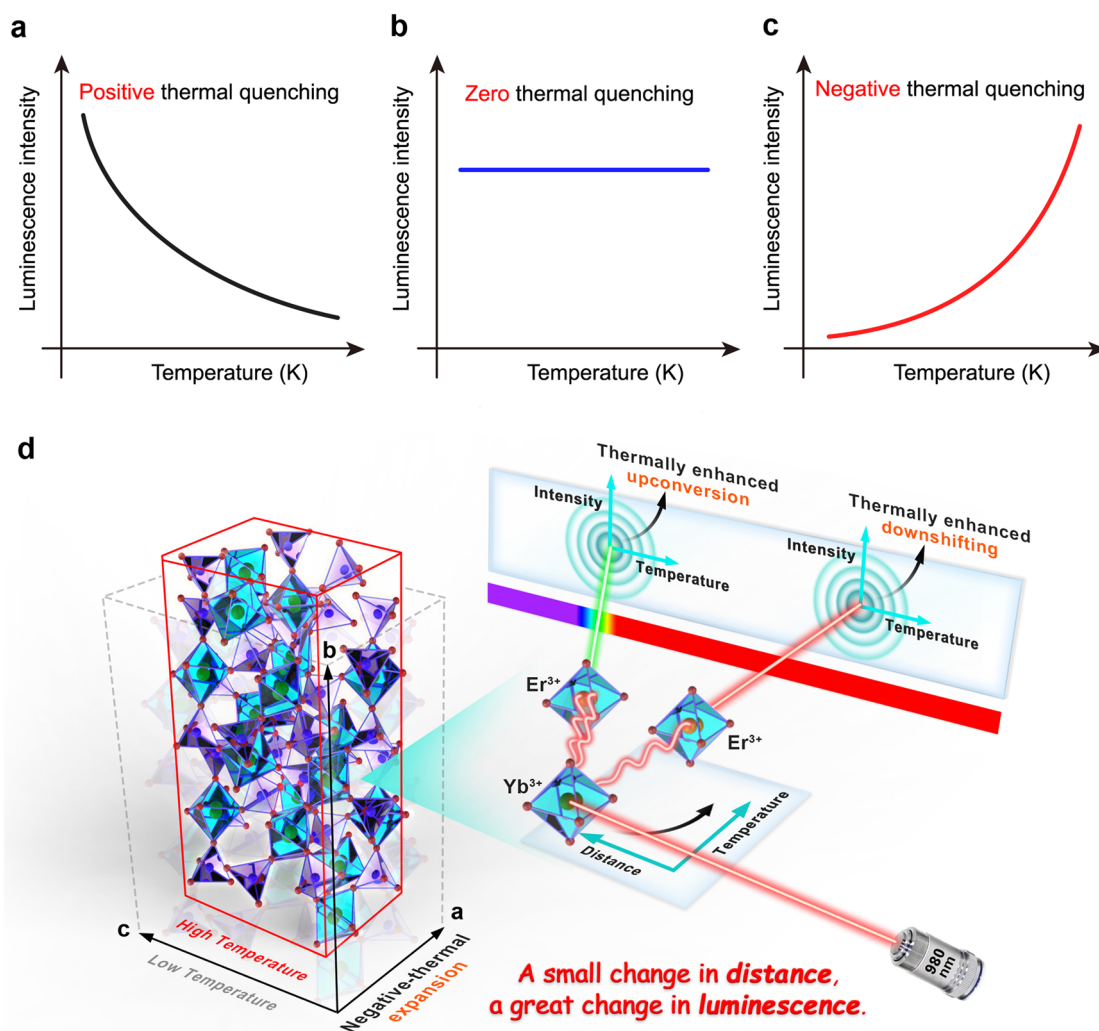 a
Positive thermal quenching
Luminescence intensity
Temperature (K)
b
Zero thermal quenching
Luminescence intensity
Temperature (K)
c
Negative thermal quenching
Luminescence intensity
Temperature (K)
d
b
a
c
High Temperature
Low Temperature
Negative-thermal
expansion
Thermally enhanced
upconversion
Intensity
Temperature
Thermally enhanced
downshifting
Intensity
Temperature
Er³⁺
Er³⁺
Yb³⁺
Distance
Temperature
980
nm
A small change in distance,
a great change in luminescence.